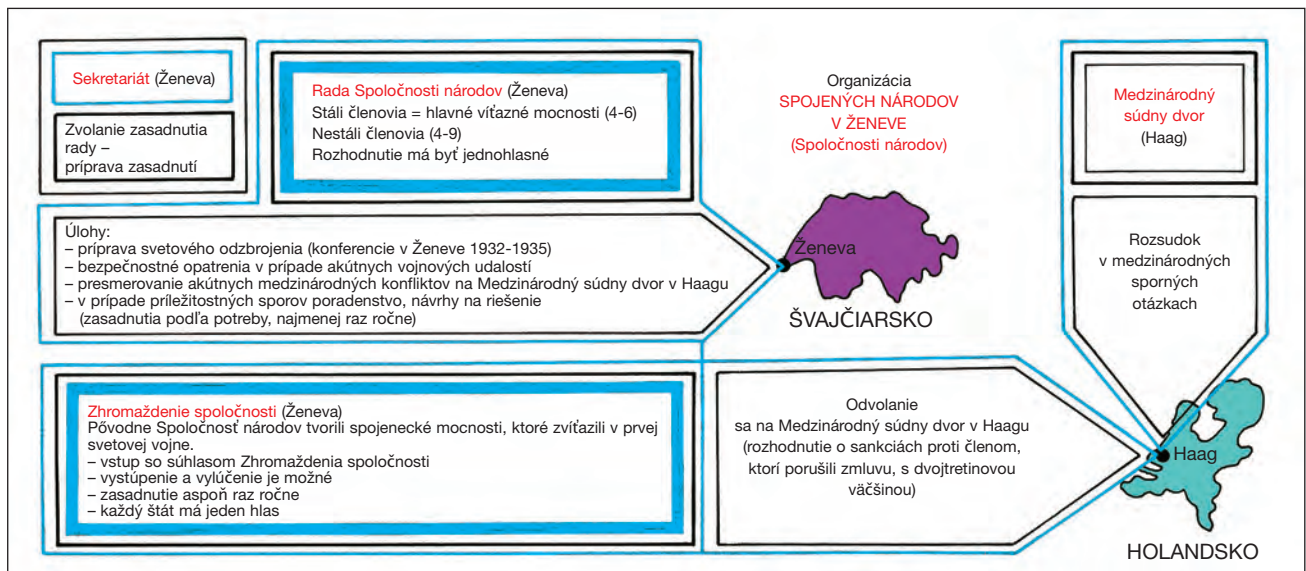 Sekretariát (Ženeva)
Zvolanie zasadnutia
rady –
príprava zasadnutí
Rada Spoločnosti národov (Ženeva)
Stáli členovia = hlavné víťazné mocnosti (4-6)
Nestáli členovia (4-9)
Rozhodnutie má byť jednohlasné
Organizácia
SPOJENÝCH NÁRODOV
V ŽENEVE
(Spoločnosti národov)
Medzinárodný
súdny dvor
(Haag)
Úlohy:
– príprava svetového odzbrojenia (konferencie v Ženeve 1932-1935)
– bezpečnostné opatrenia v prípade akútnych vojnových udalostí
– presmerovanie akútnych medzinárodných konfliktov na Medzinárodný súdny dvor v Haagu
– v prípade príležitostných sporov poradenstvo, návrhy na riešenie
(zasadnutia podľa potreby, najmenej raz ročne)
Ženeva
ŠVAJČIARSKO
Rozsudok
v medzinárodných
sporných
otázkach
Zhromaždenie spoločnosti (Ženeva)
Pôvodne Spoločnosť národov tvorili spojenecké mocnosti, ktoré zvíťazili v prvej
svetovej vojne.
– vstup so súhlasom Zhromaždenia spoločnosti
– vystúpenie a vylúčenie je možné
– zasadnutie aspoň raz ročne
– každý štát má jeden hlas
Odvolanie
sa na Medzinárodný súdny dvor v Haagu
(rozhodnutie o sankciách proti členom,
ktorí porušili zmluvu, s dvojtretinovou
väčšinou)
Haag
HOLANDSKO